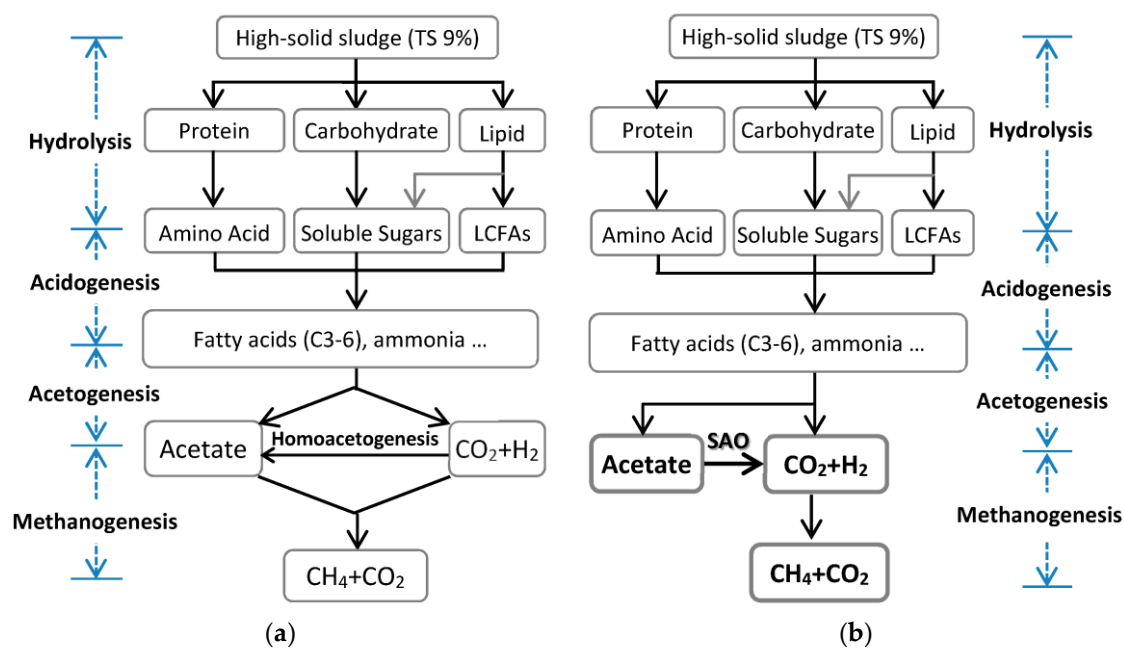 High-solid sludge (TS 9%)
Protein
Carbohydrate
Lipid
Hydrolysis
Amino Acid
Soluble Sugars
LCFAs
Acidogenesis
Fatty acids (C3-6), ammonia ...
Acetogenesis
Acetate
Homoacetogenesis
CO₂+H₂
Methanogenesis
CH₄+CO₂
(a)
High-solid sludge (TS 9%)
Protein
Carbohydrate
Lipid
Hydrolysis
Amino Acid
Soluble Sugars
LCFAs
Acidogenesis
Fatty acids (C3-6), ammonia ...
Acetogenesis
Acetate
SAO
CO₂+H₂
Methanogenesis
CH₄+CO₂
(b)